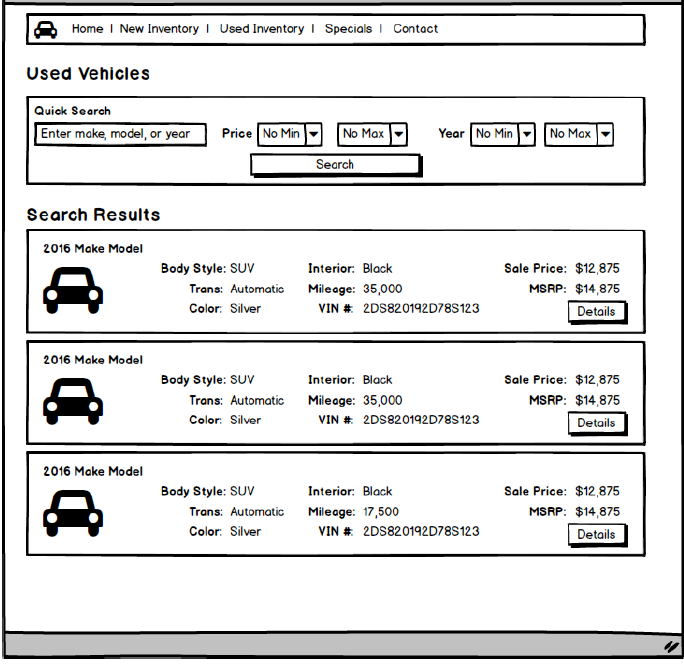 Home | New Inventory | Used Inventory | Specials | Contact
Used Vehicles
Quick Search
Enter make, model, or year Price No Min No Max Year No Min No Max
Search
Search Results
2016 Make Model
Body Style: SUV Interior: Black Sale Price: $12,875
Trans: Automatic Mileage: 35,000 MSRP: $14,875
Color: Silver VIN #: 2DS820192D78S123 Details
2016 Make Model
Body Style: SUV Interior: Black Sale Price: $12,875
Trans: Automatic Mileage: 35,000 MSRP: $14,875
Color: Silver VIN #: 2DS820192D78S123 Details
2016 Make Model
Body Style: SUV Interior: Black Sale Price: $12,875
Trans: Automatic Mileage: 17,500 MSRP: $14,875
Color: Silver VIN #: 2DS820192D78S123 Details